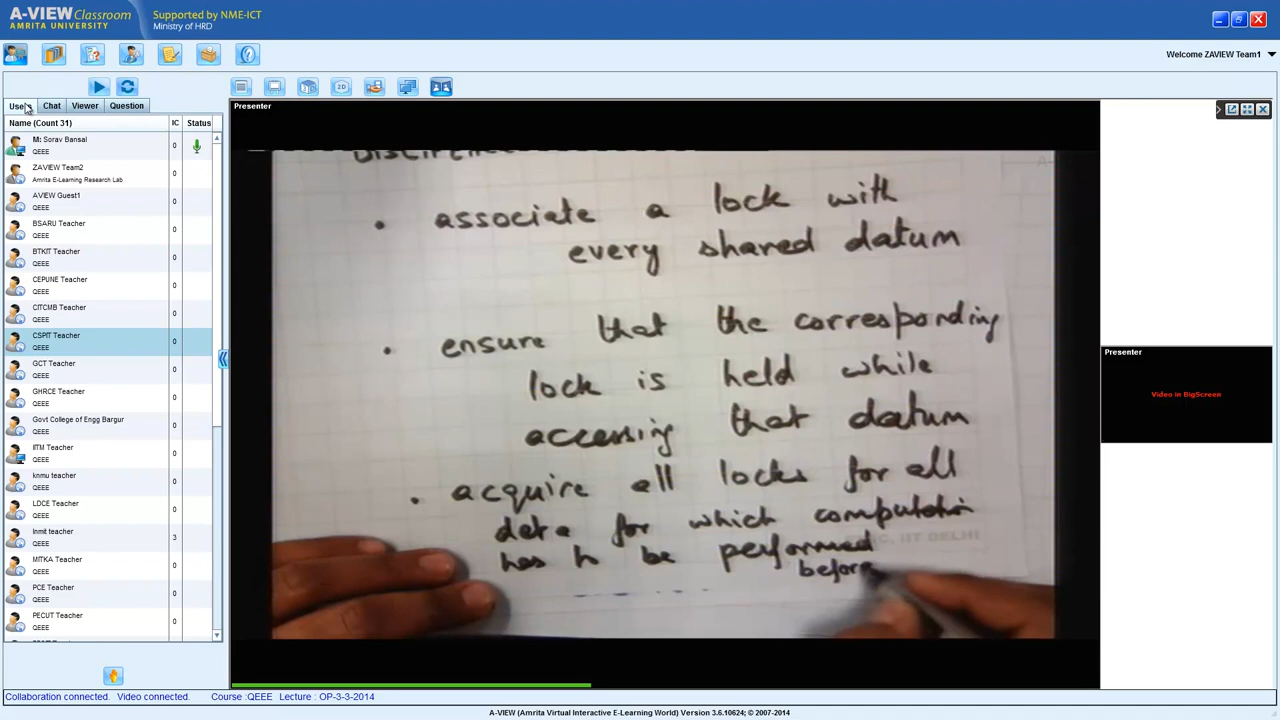 A-VIEW Classroom
AMRITA UNIVERSITY
Supported by NME-ICT
Ministry of HRD
Welcome ZAVIEW Team1
2D
Users
Chat
Viewer
Question
Name (Count 31)
IC
Status
M: Sorav Bansal
QEEE
0
ZAVIEW Team2
Amrita E-Learning Research Lab
0
AVIEW Guest1
QEEE
0
BSARU Teacher
QEEE
0
BTKIT Teacher
QEEE
0
CEPUNE Teacher
QEEE
0
CITCMB Teacher
QEEE
0
CSPIT Teacher
QEEE
0
GCT Teacher
QEEE
0
GHRCE Teacher
QEEE
0
Govt College of Engg Bargur
QEEE
0
IITM Teacher
QEEE
0
knmu teacher
QEEE
0
LDCE Teacher
QEEE
0
lnmit teacher
QEEE
3
MITKA Teacher
QEEE
0
PCE Teacher
QEEE
0
PECUT Teacher
QEEE
0
Presenter
• associate a lock with
every shared datum
• ensure that the corresponding
lock is held while
accessing that datum
• acquire all locks for all
data for which computation
has to be performed
before
IIT DELHI
Presenter
Video in BigScreen
Collaboration connected. Video connected. Course :QEEE Lecture : OP-3-3-2014
A-VIEW (Amrita Virtual Interactive E-Learning World) Version 3.6.10624; © 2007-2014